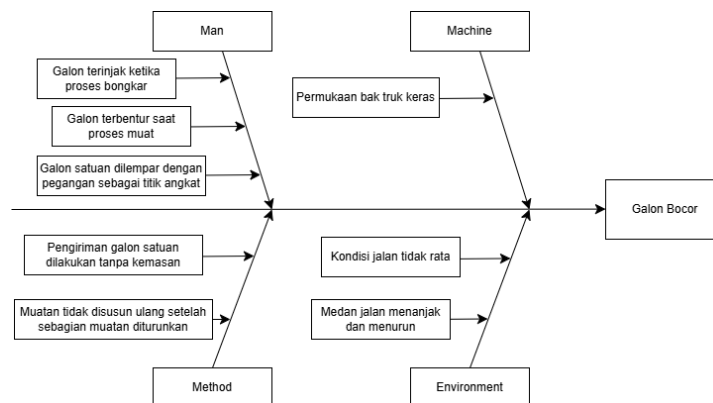 Man
Machine
Galon terinjak ketika
proses bongkar
Permukaan bak truk keras
Galon terbentur saat
proses muat
Galon satuan dilempar dengan
pegangan sebagai titik angkat
Galon Bocor
Pengiriman galon satuan
dilakukan tanpa kemasan
Kondisi jalan tidak rata
Muatan tidak disusun ulang setelah
sebagian muatan diturunkan
Medan jalan menanjak
dan menurun
Method
Environment